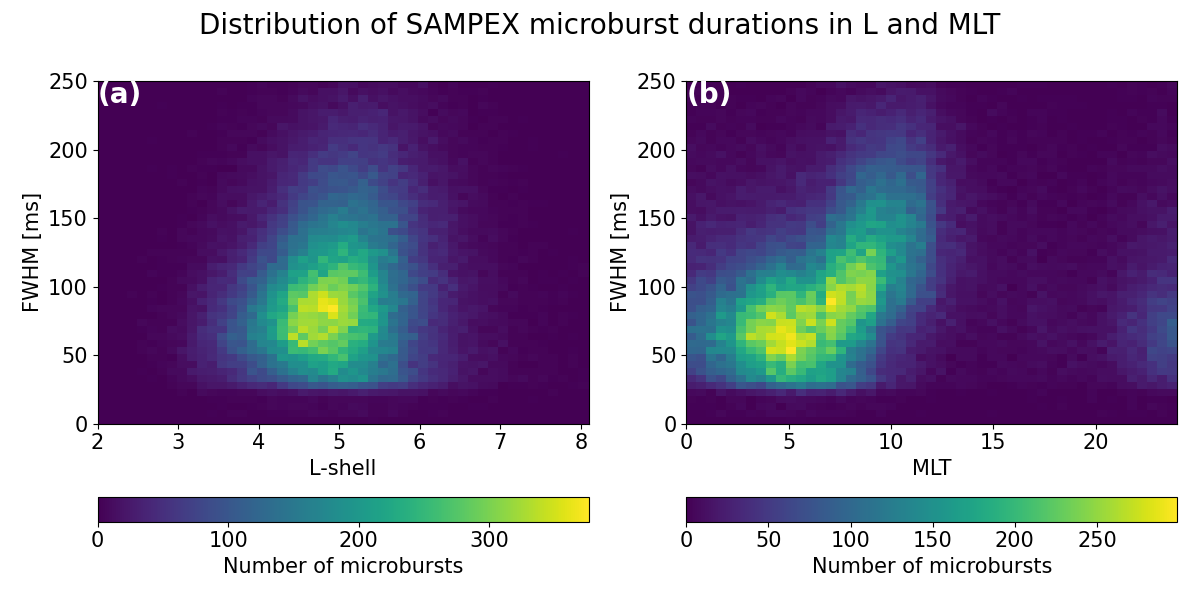 Distribution of SAMPEX microburst durations in L and MLT
(a)
250
200
150
100
50
0
FWHM [ms]
2 3 4 5 6 7 8
L-shell
0 100 200 300
Number of microbursts
(b)
250
200
150
100
50
0
FWHM [ms]
0 5 10 15 20
MLT
0 50 100 150 200 250
Number of microbursts